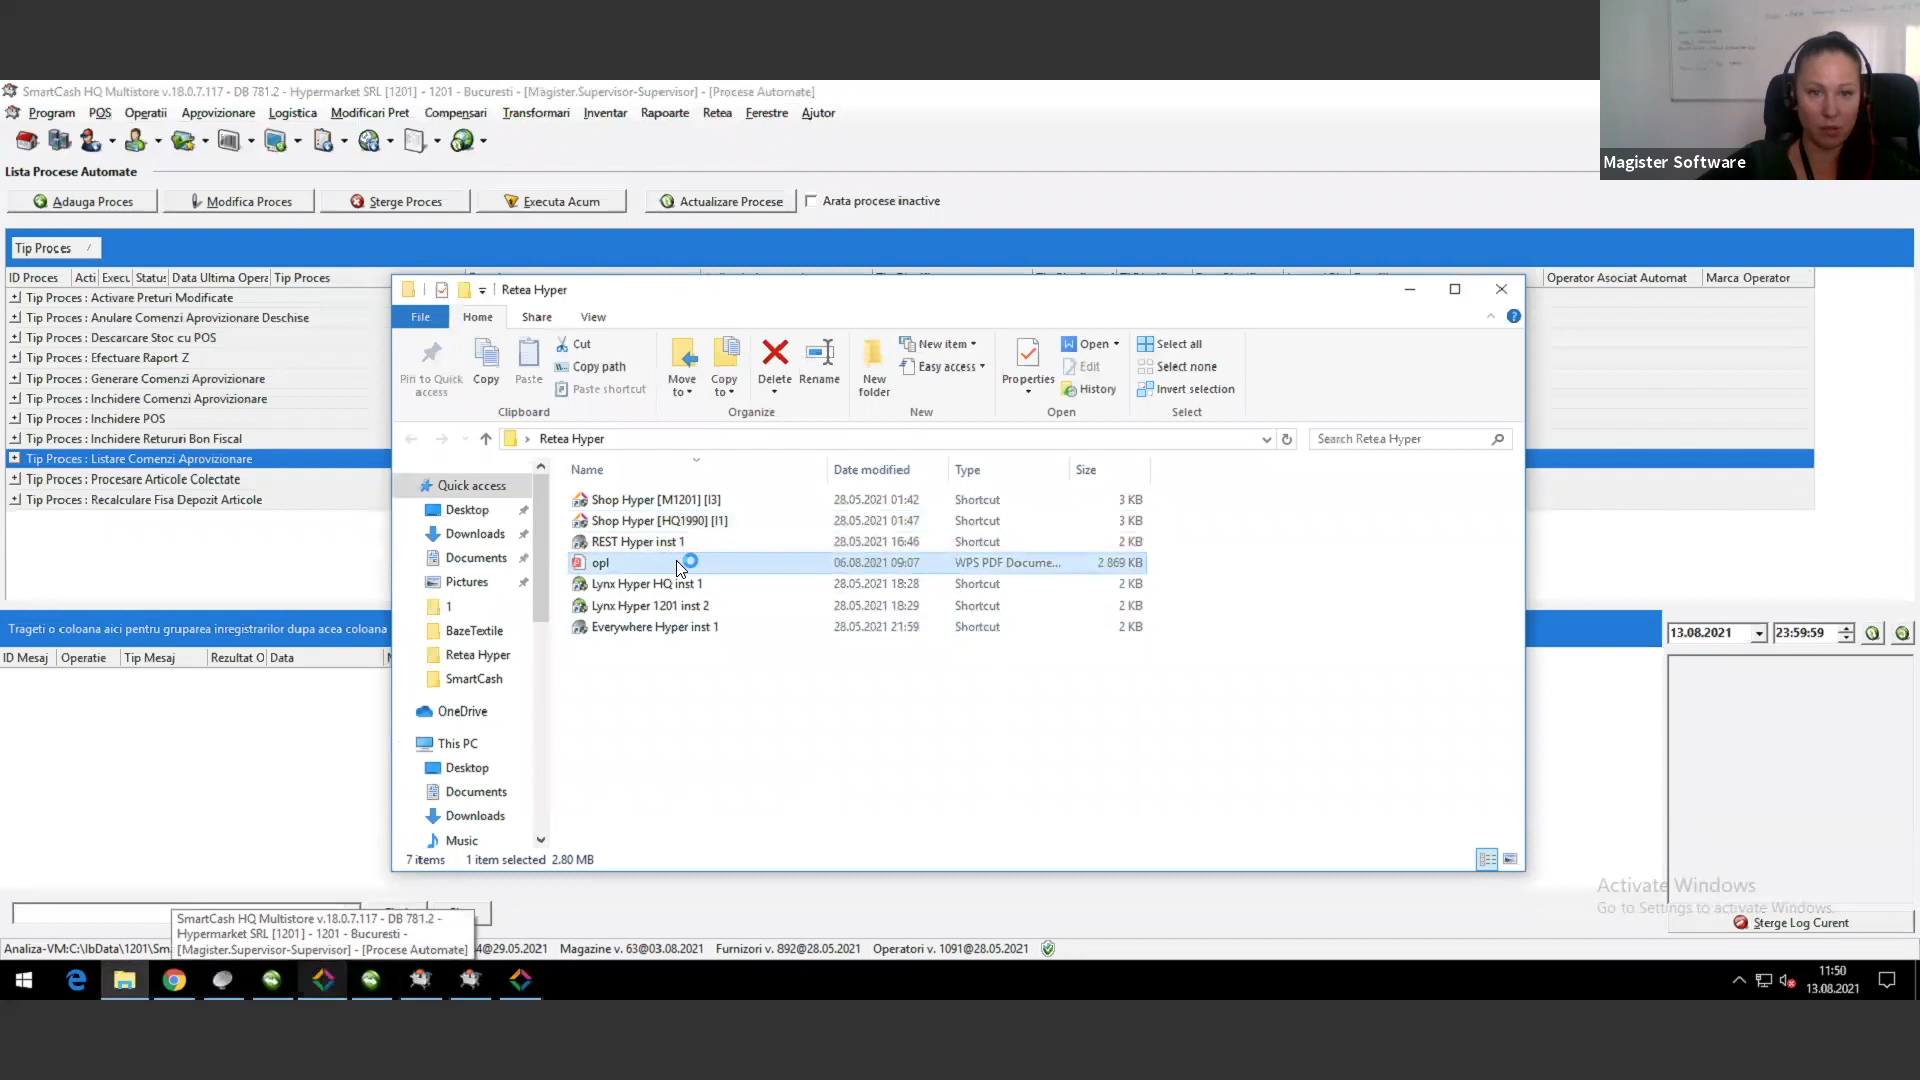 SmartCash HQ Multistore v.18.0.7.117 - DB 781.2 - Hypermarket SRL [1201] - 1201 - Bucuresti - [Magister.Supervisor-Supervisor] - [Procese Automate]
Program POS Operatii Aprovizionare Logistica Modificari Pret Compensari Transformari Inventar Rapoarte Retea Ferestre Ajutor
Magister Software
Lista Procese Automate
Adauga Proces Modifica Proces Sterge Proces Executa Acum Actualizare Procese Arata procese inactive
Tip Proces
ID Proces Acti Execu Status Data Ultima Opera Tip Proces Operator Asociat Automat Marca Operator
Tip Proces : Activare Preturi Modificate
Tip Proces : Anulare Comenzi Aprovizionare Deschise
Tip Proces : Descarcare Stoc cu POS
Tip Proces : Efectuare Raport Z
Tip Proces : Generare Comenzi Aprovizionare
Tip Proces : Inchidere Comenzi Aprovizionare
Tip Proces : Inchidere POS
Tip Proces : Inchidere Retururi Bon Fiscal
Tip Proces : Listare Comenzi Aprovizionare
Tip Proces : Procesare Articole Colectate
Tip Proces : Recalculare Fisa Depozit Articole
Retea Hyper
File Home Share View
Pin to Quick access
Copy
Paste
Cut
Copy path
Paste shortcut
Clipboard
Move to
Copy to
Delete
Rename
Organize
New folder
New item
Easy access
New
Properties
Open
Edit
History
Open
Select all
Select none
Invert selection
Select
Retea Hyper
Search Retea Hyper
Name Date modified Type Size
Shop Hyper [M1201] [I3] 28.05.2021 01:42 Shortcut 3 KB
Shop Hyper [HQ1990] [I1] 28.05.2021 01:47 Shortcut 3 KB
REST Hyper inst 1 28.05.2021 16:46 Shortcut 2 KB
opl 06.08.2021 09:07 WPS PDF Docume... 2 869 KB
Lynx Hyper HQ inst 1 28.05.2021 18:28 Shortcut 2 KB
Lynx Hyper 1201 inst 2 28.05.2021 18:29 Shortcut 2 KB
Everywhere Hyper inst 1 28.05.2021 21:59 Shortcut 2 KB
Quick access
Desktop
Downloads
Documents
Pictures
1
BazeTextile
Retea Hyper
SmartCash
OneDrive
This PC
Desktop
Documents
Downloads
Music
7 items 1 item selected 2.80 MB
Trageti o coloana aici pentru gruparea inregistrarilor dupa acea coloana
13.08.2021 23:59:59
ID Mesaj Operatie Tip Mesaj Rezultat O Data
Activate Windows
Go to Settings to activate Windows.
Sterge Log Curent
SmartCash HQ Multistore v.18.0.7.117 - DB 781.2 -
Hypermarket SRL [1201] - 1201 - Bucuresti -
[Magister.Supervisor-Supervisor] - [Procese Automate]
Analiza-VM:C:\IbData\1201\Sm 4@29.05.2021 Magazine v. 63@03.08.2021 Furnizori v. 892@28.05.2021 Operatori v. 1091@28.05.2021
11:50
13.08.2021